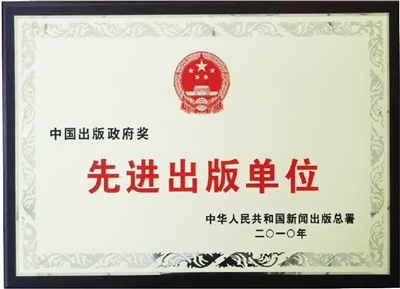 中国出版政府奖
先进出版单位
中华人民共和国新闻出版总署
二〇一〇年